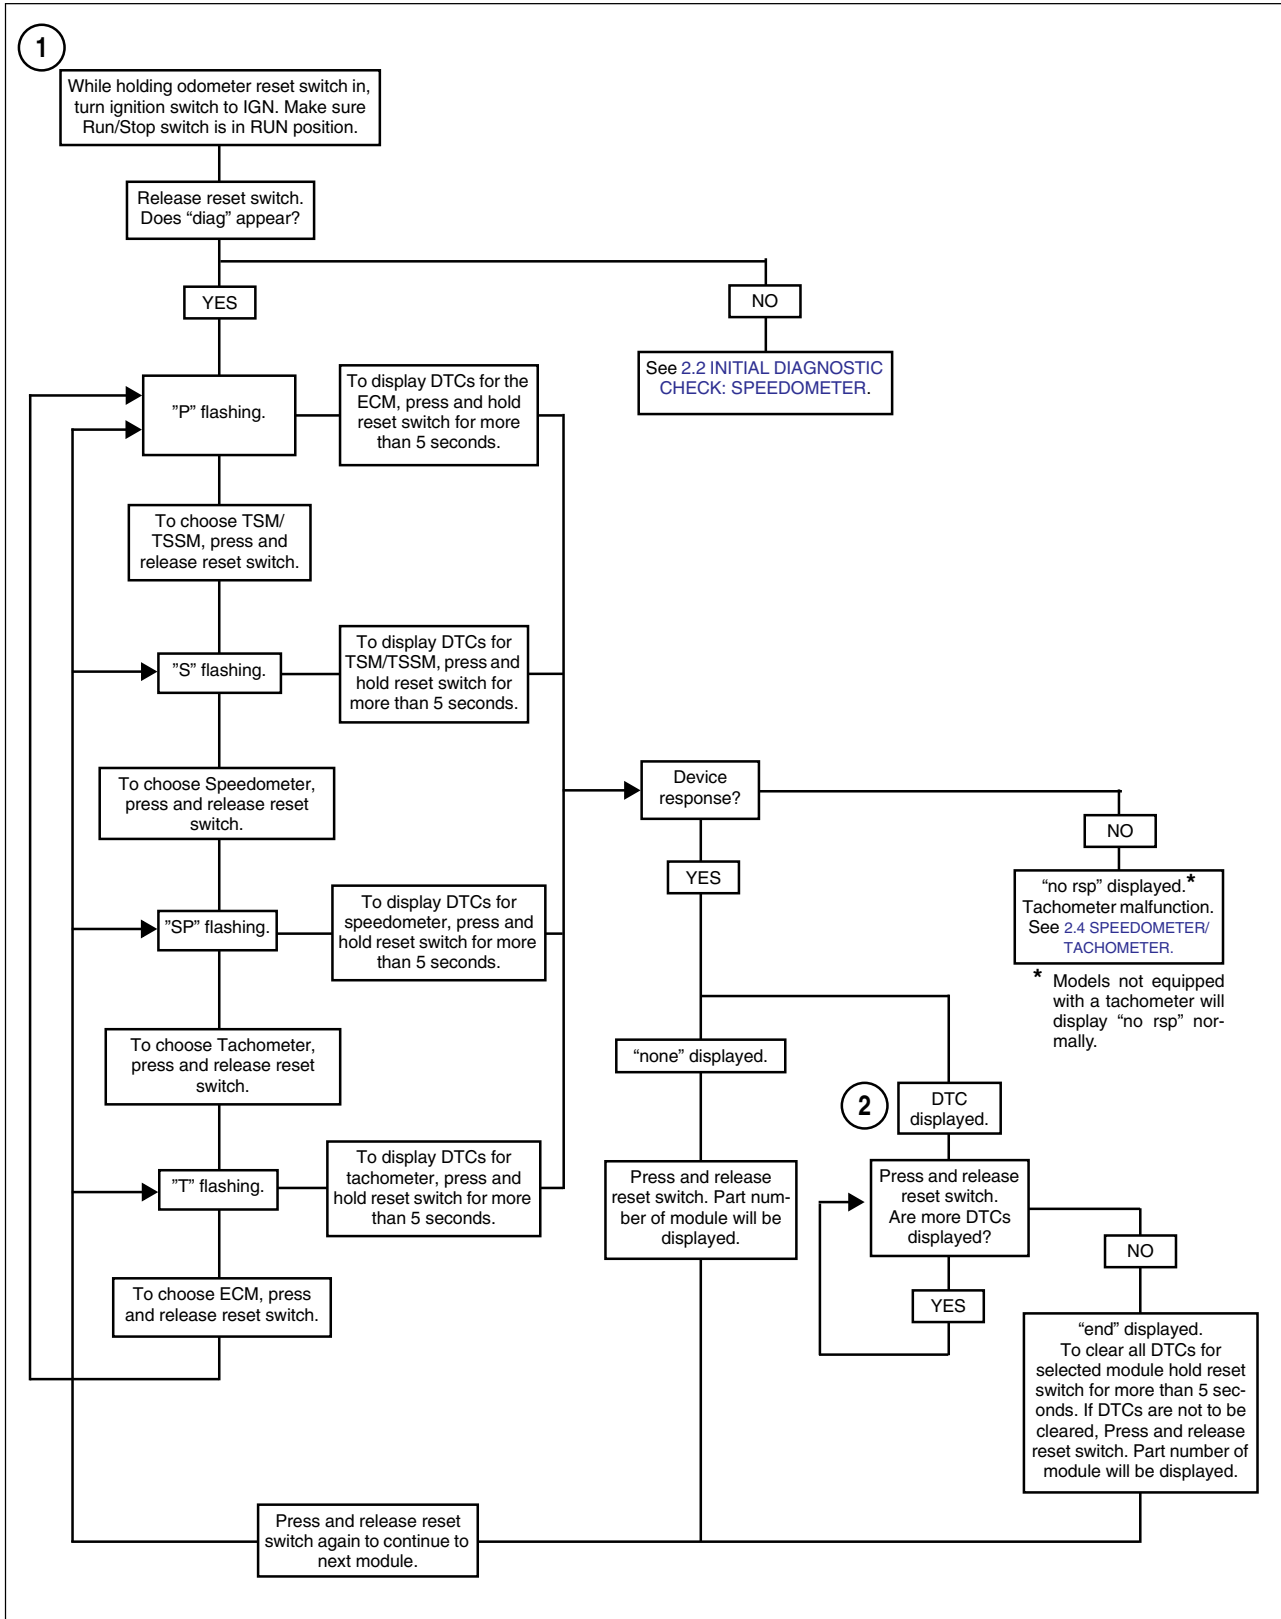 1
While holding odometer reset switch in,
turn ignition switch to IGN. Make sure
Run/Stop switch is in RUN position.
Release reset switch.
Does “diag” appear?
YES
NO
See 2.2 INITIAL DIAGNOSTIC
CHECK: SPEEDOMETER.
”P” flashing.
To display DTCs for the
ECM, press and hold
reset switch for more
than 5 seconds.
To choose TSM/
TSSM, press and
release reset switch.
”S” flashing.
To display DTCs for
TSM/TSSM, press and
hold reset switch for
more than 5 seconds.
To choose Speedometer,
press and release reset
switch.
”SP” flashing.
To display DTCs for
speedometer, press and
hold reset switch for more
than 5 seconds.
To choose Tachometer,
press and release reset
switch.
”T” flashing.
To display DTCs for
tachometer, press and
hold reset switch for more
than 5 seconds.
To choose ECM, press
and release reset switch.
Device
response?
YES
NO
“no rsp” displayed.*
Tachometer malfunction.
See 2.4 SPEEDOMETER/
TACHOMETER.
* Models not equipped
with a tachometer will
display “no rsp” nor-
mally.
“none” displayed.
2
DTC
displayed.
Press and release
reset switch. Part num-
ber of module will be
displayed.
Press and release
reset switch.
Are more DTCs
displayed?
NO
YES
“end” displayed.
To clear all DTCs for
selected module hold reset
switch for more than 5 sec-
onds. If DTCs are not to be
cleared, Press and release
reset switch. Part number of
module will be displayed.
Press and release reset
switch again to continue to
next module.